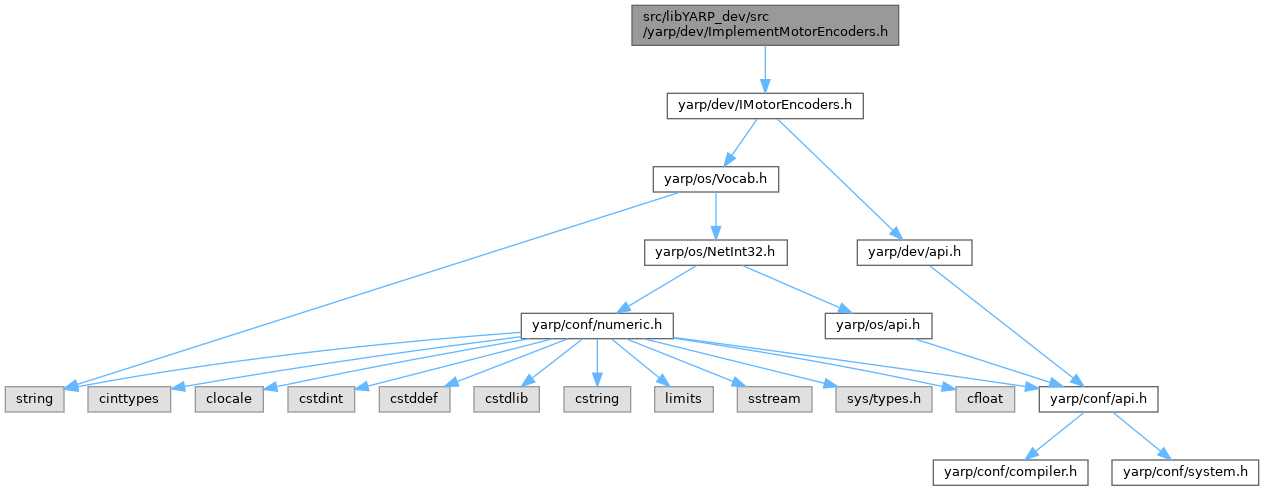 src/libYARP_dev/src
/yarp/dev/ImplementMotorEncoders.h
yarp/dev/IMotorEncoders.h
yarp/os/Vocab.h
yarp/os/NetInt32.h
yarp/dev/api.h
yarp/conf/numeric.h
yarp/os/api.h
string
cinttypes
clocale
cstdint
cstddef
cstdlib
cstring
limits
sstream
sys/types.h
cfloat
yarp/conf/api.h
yarp/conf/compiler.h
yarp/conf/system.h